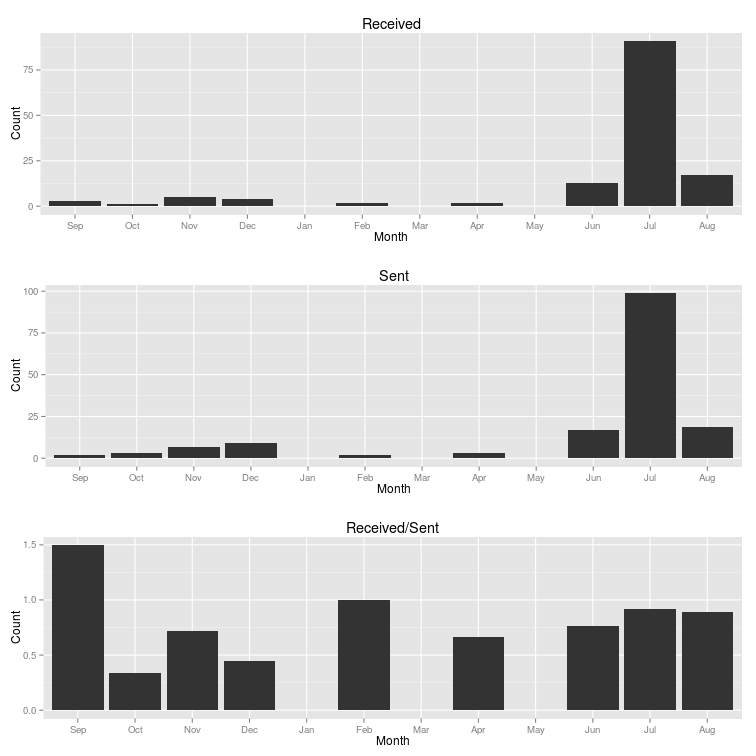 Received
Count
75
50
25
0
Sep Oct Nov Dec Jan Feb Mar Apr May Jun Jul Aug
Month
Sent
Count
100
75
50
25
0
Sep Oct Nov Dec Jan Feb Mar Apr May Jun Jul Aug
Month
Received/Sent
Count
1.5
1.0
0.5
0.0
Sep Oct Nov Dec Jan Feb Mar Apr May Jun Jul Aug
Month